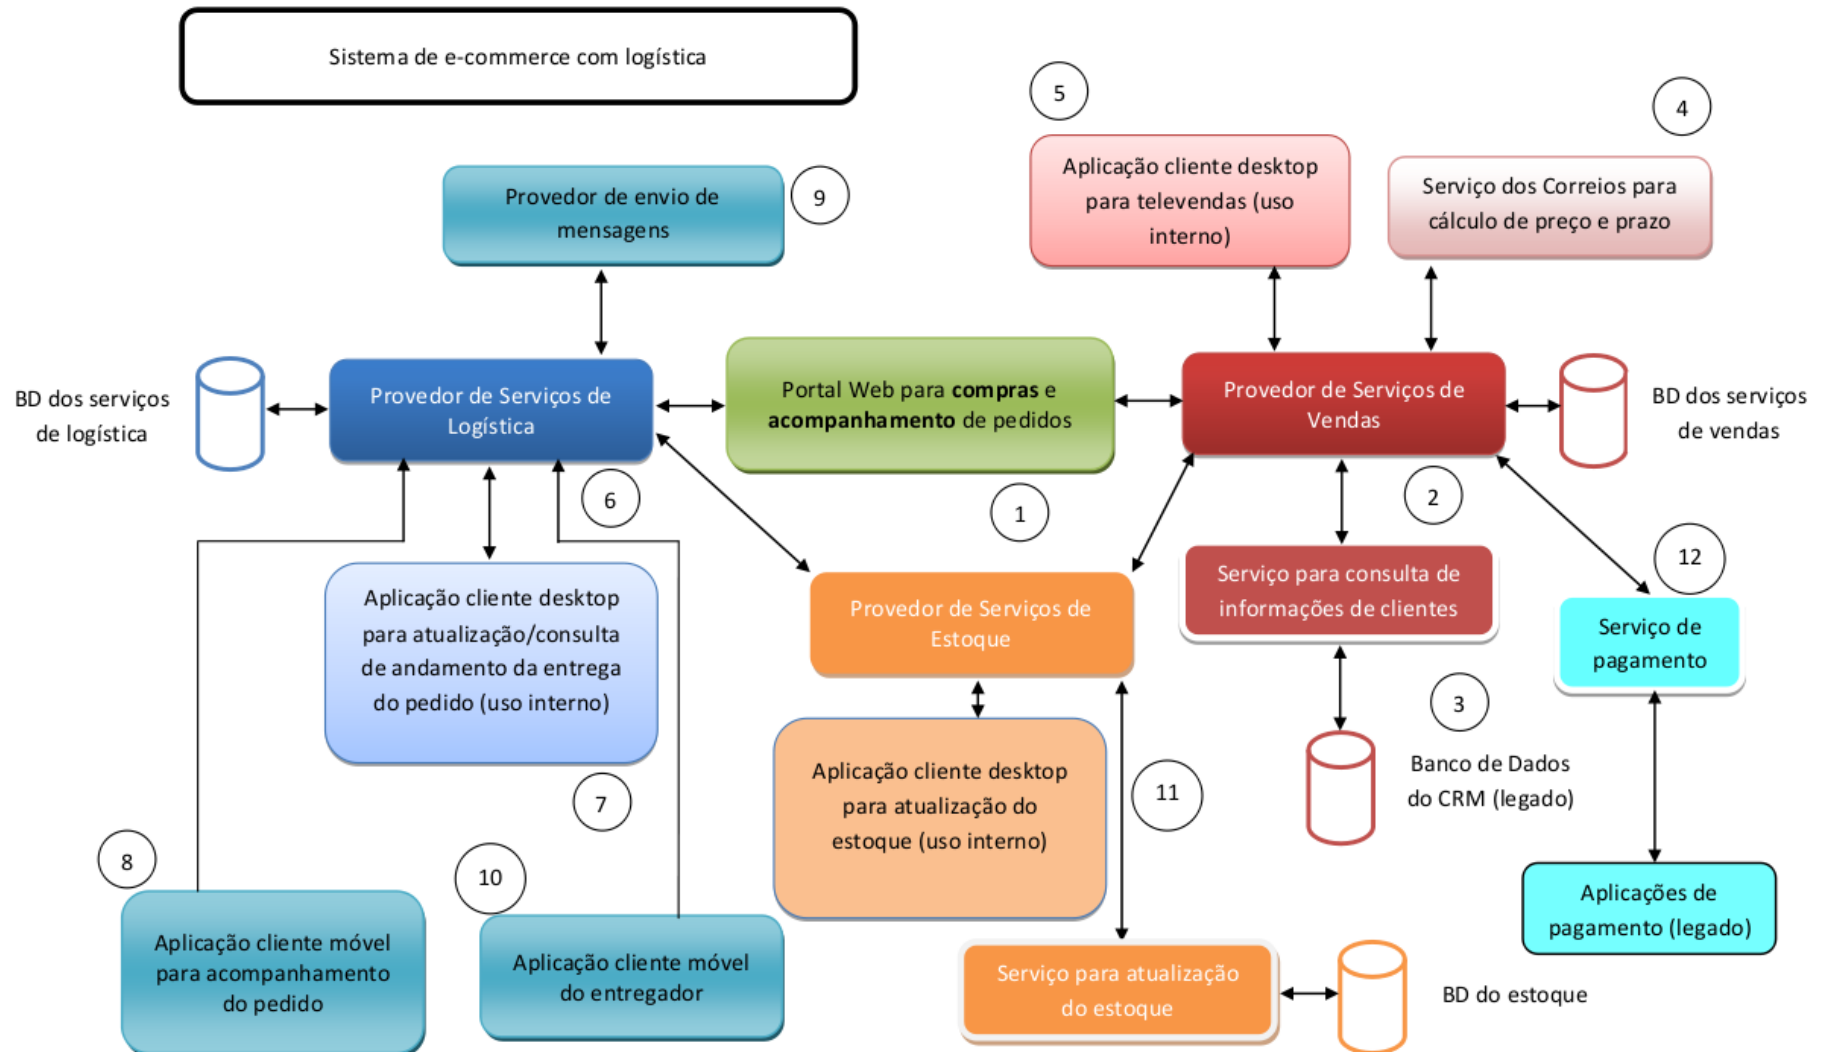 Sistema de e-commerce com logística
5
4
Aplicação cliente desktop
para televendas (uso
interno)
Serviço dos Correios para
cálculo de preço e prazo
Provedor de envio de
mensagens
9
BD dos serviços
de logística
Provedor de Serviços de
Logística
Portal Web para compras e
acompanhamento de pedidos
Provedor de Serviços de
Vendas
BD dos serviços
de vendas
6
1
2
12
Aplicação cliente desktop
para atualização/consulta
de andamento da entrega
do pedido (uso interno)
Provedor de Serviços de
Estoque
Serviço para consulta de
informações de clientes
Serviço de
pagamento
3
7
Aplicação cliente desktop
para atualização do
estoque (uso interno)
11
Banco de Dados
do CRM (legado)
8
10
Aplicação cliente móvel
para acompanhamento
do pedido
Aplicação cliente móvel
do entregador
Serviço para atualização
do estoque
BD do estoque
Aplicações de
pagamento (legado)